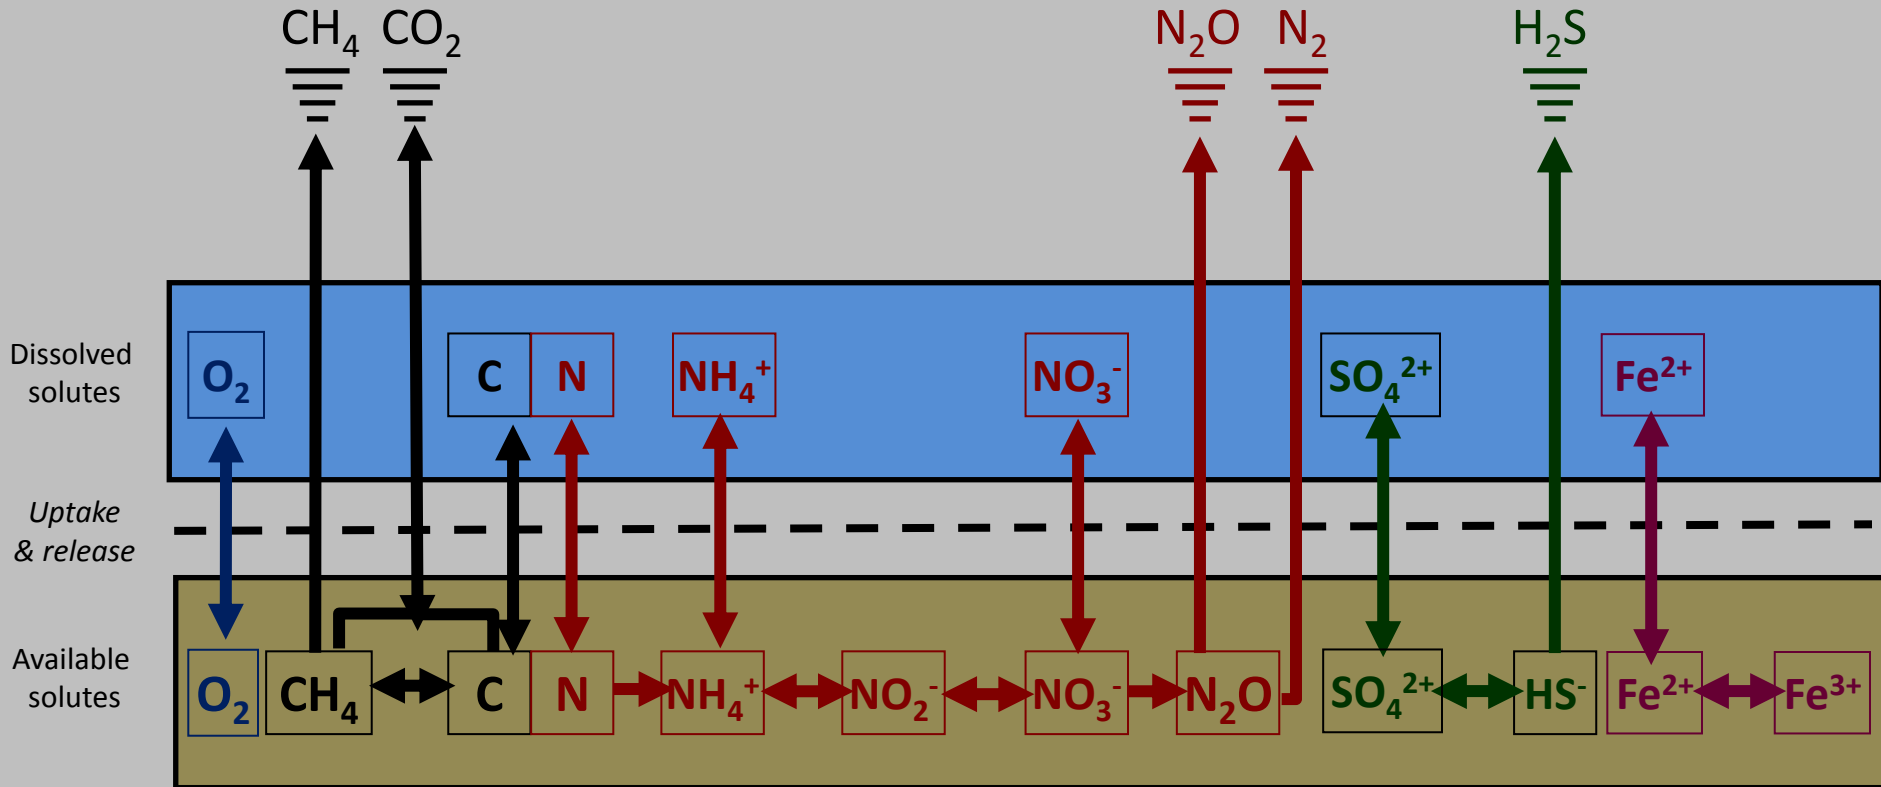 CH₄ CO₂ N₂O N₂ H₂S
Dissolved
solutes
O₂ C N NH₄⁺ NO₃⁻ SO₄²⁺ Fe²⁺
Uptake
& release
Available
solutes
O₂ CH₄ C N NH₄⁺ NO₂⁻ NO₃⁻ N₂O SO₄²⁺ HS⁻ Fe²⁺ Fe³⁺